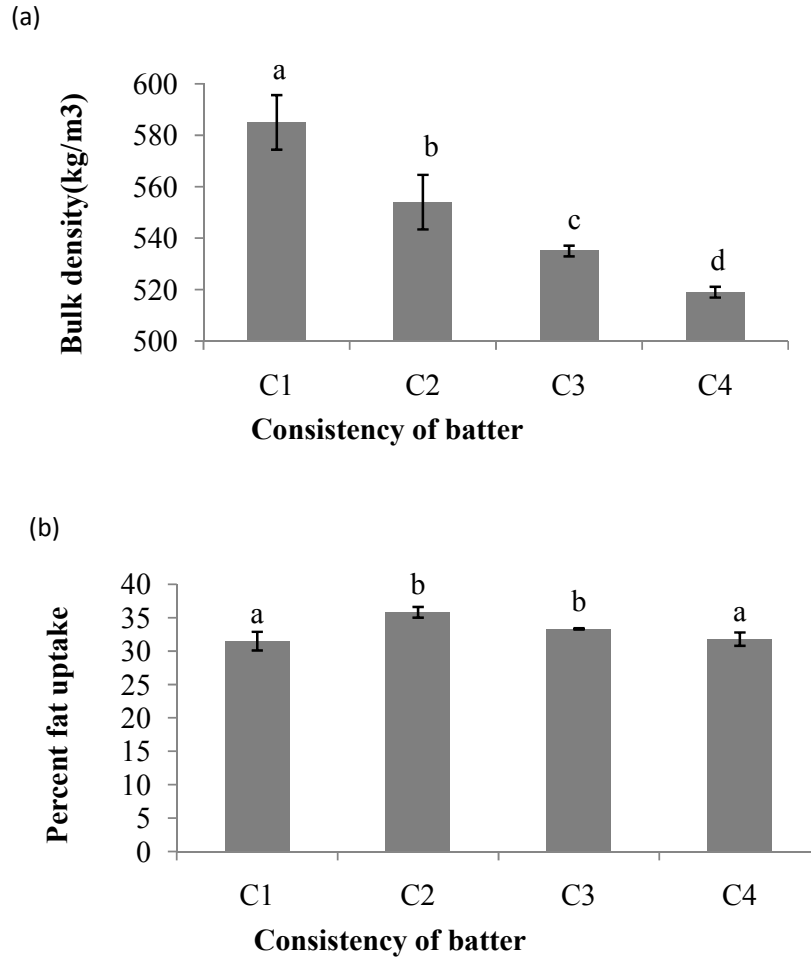 (a)
Bulk density(kg/m3)
600
580
560
540
520
500
a
b
c
d
C1 C2 C3 C4
Consistency of batter
(b)
Percent fat uptake
40
35
30
25
20
15
10
5
0
a
b
b
a
C1 C2 C3 C4
Consistency of batter